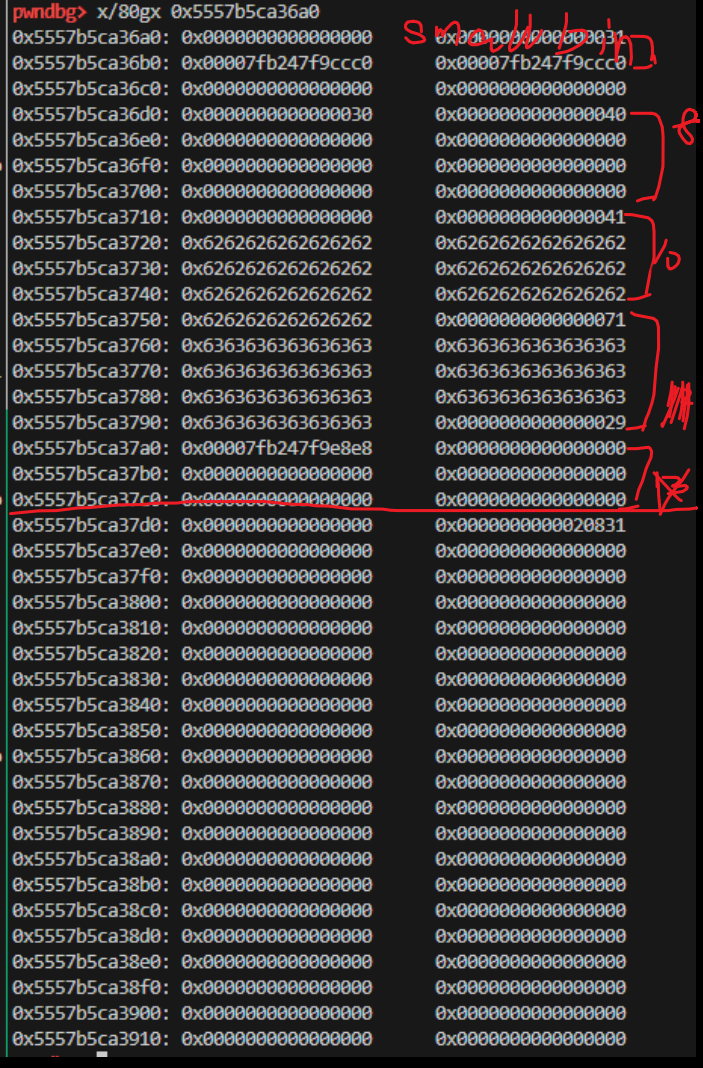 pwndbg> x/80gx 0x5557b5ca36a0
0x5557b5ca36a0: 0x0000000000000000 0x0000000000000031 smallbin
0x5557b5ca36b0: 0x00007fb247f9ccc0 0x00007fb247f9ccc0
0x5557b5ca36c0: 0x0000000000000000 0x0000000000000000
0x5557b5ca36d0: 0x0000000000000030 0x0000000000000040 8
0x5557b5ca36e0: 0x0000000000000000 0x0000000000000000
0x5557b5ca36f0: 0x0000000000000000 0x0000000000000000
0x5557b5ca3700: 0x0000000000000000 0x0000000000000000
0x5557b5ca3710: 0x0000000000000000 0x0000000000000041
0x5557b5ca3720: 0x6262626262626262 0x6262626262626262 10
0x5557b5ca3730: 0x6262626262626262 0x6262626262626262
0x5557b5ca3740: 0x6262626262626262 0x6262626262626262
0x5557b5ca3750: 0x6262626262626262 0x0000000000000071
0x5557b5ca3760: 0x6363636363636363 0x6363636363636363
0x5557b5ca3770: 0x6363636363636363 0x6363636363636363
0x5557b5ca3780: 0x6363636363636363 0x6363636363636363
0x5557b5ca3790: 0x6363636363636363 0x0000000000000029
0x5557b5ca37a0: 0x00007fb247f9e8e8 0x0000000000000000
0x5557b5ca37b0: 0x0000000000000000 0x0000000000000000
0x5557b5ca37c0: 0x0000000000000000 0x0000000000000000
0x5557b5ca37d0: 0x0000000000000000 0x0000000000020831
0x5557b5ca37e0: 0x0000000000000000 0x0000000000000000
0x5557b5ca37f0: 0x0000000000000000 0x0000000000000000
0x5557b5ca3800: 0x0000000000000000 0x0000000000000000
0x5557b5ca3810: 0x0000000000000000 0x0000000000000000
0x5557b5ca3820: 0x0000000000000000 0x0000000000000000
0x5557b5ca3830: 0x0000000000000000 0x0000000000000000
0x5557b5ca3840: 0x0000000000000000 0x0000000000000000
0x5557b5ca3850: 0x0000000000000000 0x0000000000000000
0x5557b5ca3860: 0x0000000000000000 0x0000000000000000
0x5557b5ca3870: 0x0000000000000000 0x0000000000000000
0x5557b5ca3880: 0x0000000000000000 0x0000000000000000
0x5557b5ca3890: 0x0000000000000000 0x0000000000000000
0x5557b5ca38a0: 0x0000000000000000 0x0000000000000000
0x5557b5ca38b0: 0x0000000000000000 0x0000000000000000
0x5557b5ca38c0: 0x0000000000000000 0x0000000000000000
0x5557b5ca38d0: 0x0000000000000000 0x0000000000000000
0x5557b5ca38e0: 0x0000000000000000 0x0000000000000000
0x5557b5ca38f0: 0x0000000000000000 0x0000000000000000
0x5557b5ca3900: 0x0000000000000000 0x0000000000000000
0x5557b5ca3910: 0x0000000000000000 0x0000000000000000